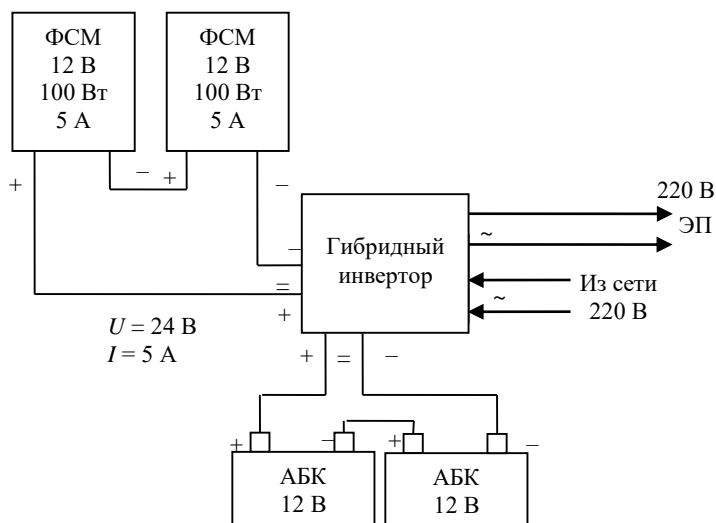 ФСМ
12 В
100 Вт
5 А
ФСМ
12 В
100 Вт
5 А
+ – + –
220 В
ЭП
~
Гибридный
инвертор
–
=
+
Из сети
220 В
~
U = 24 В
I = 5 А
+ = –
+ – + –
АБК
12 В
АБК
12 В